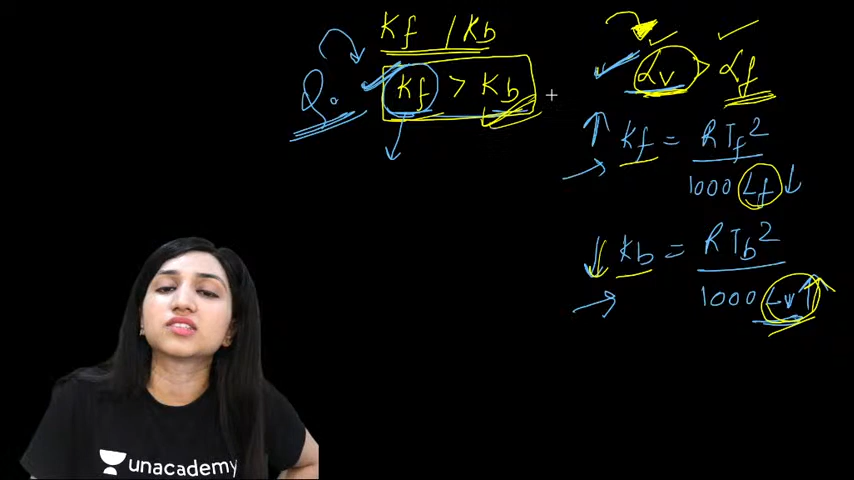 Kf / Kb
Q. Kf > Kb
Lv > Lf
Kf = RTf²
1000 Lf
Kb = RTb²
1000 Lv
unacademy